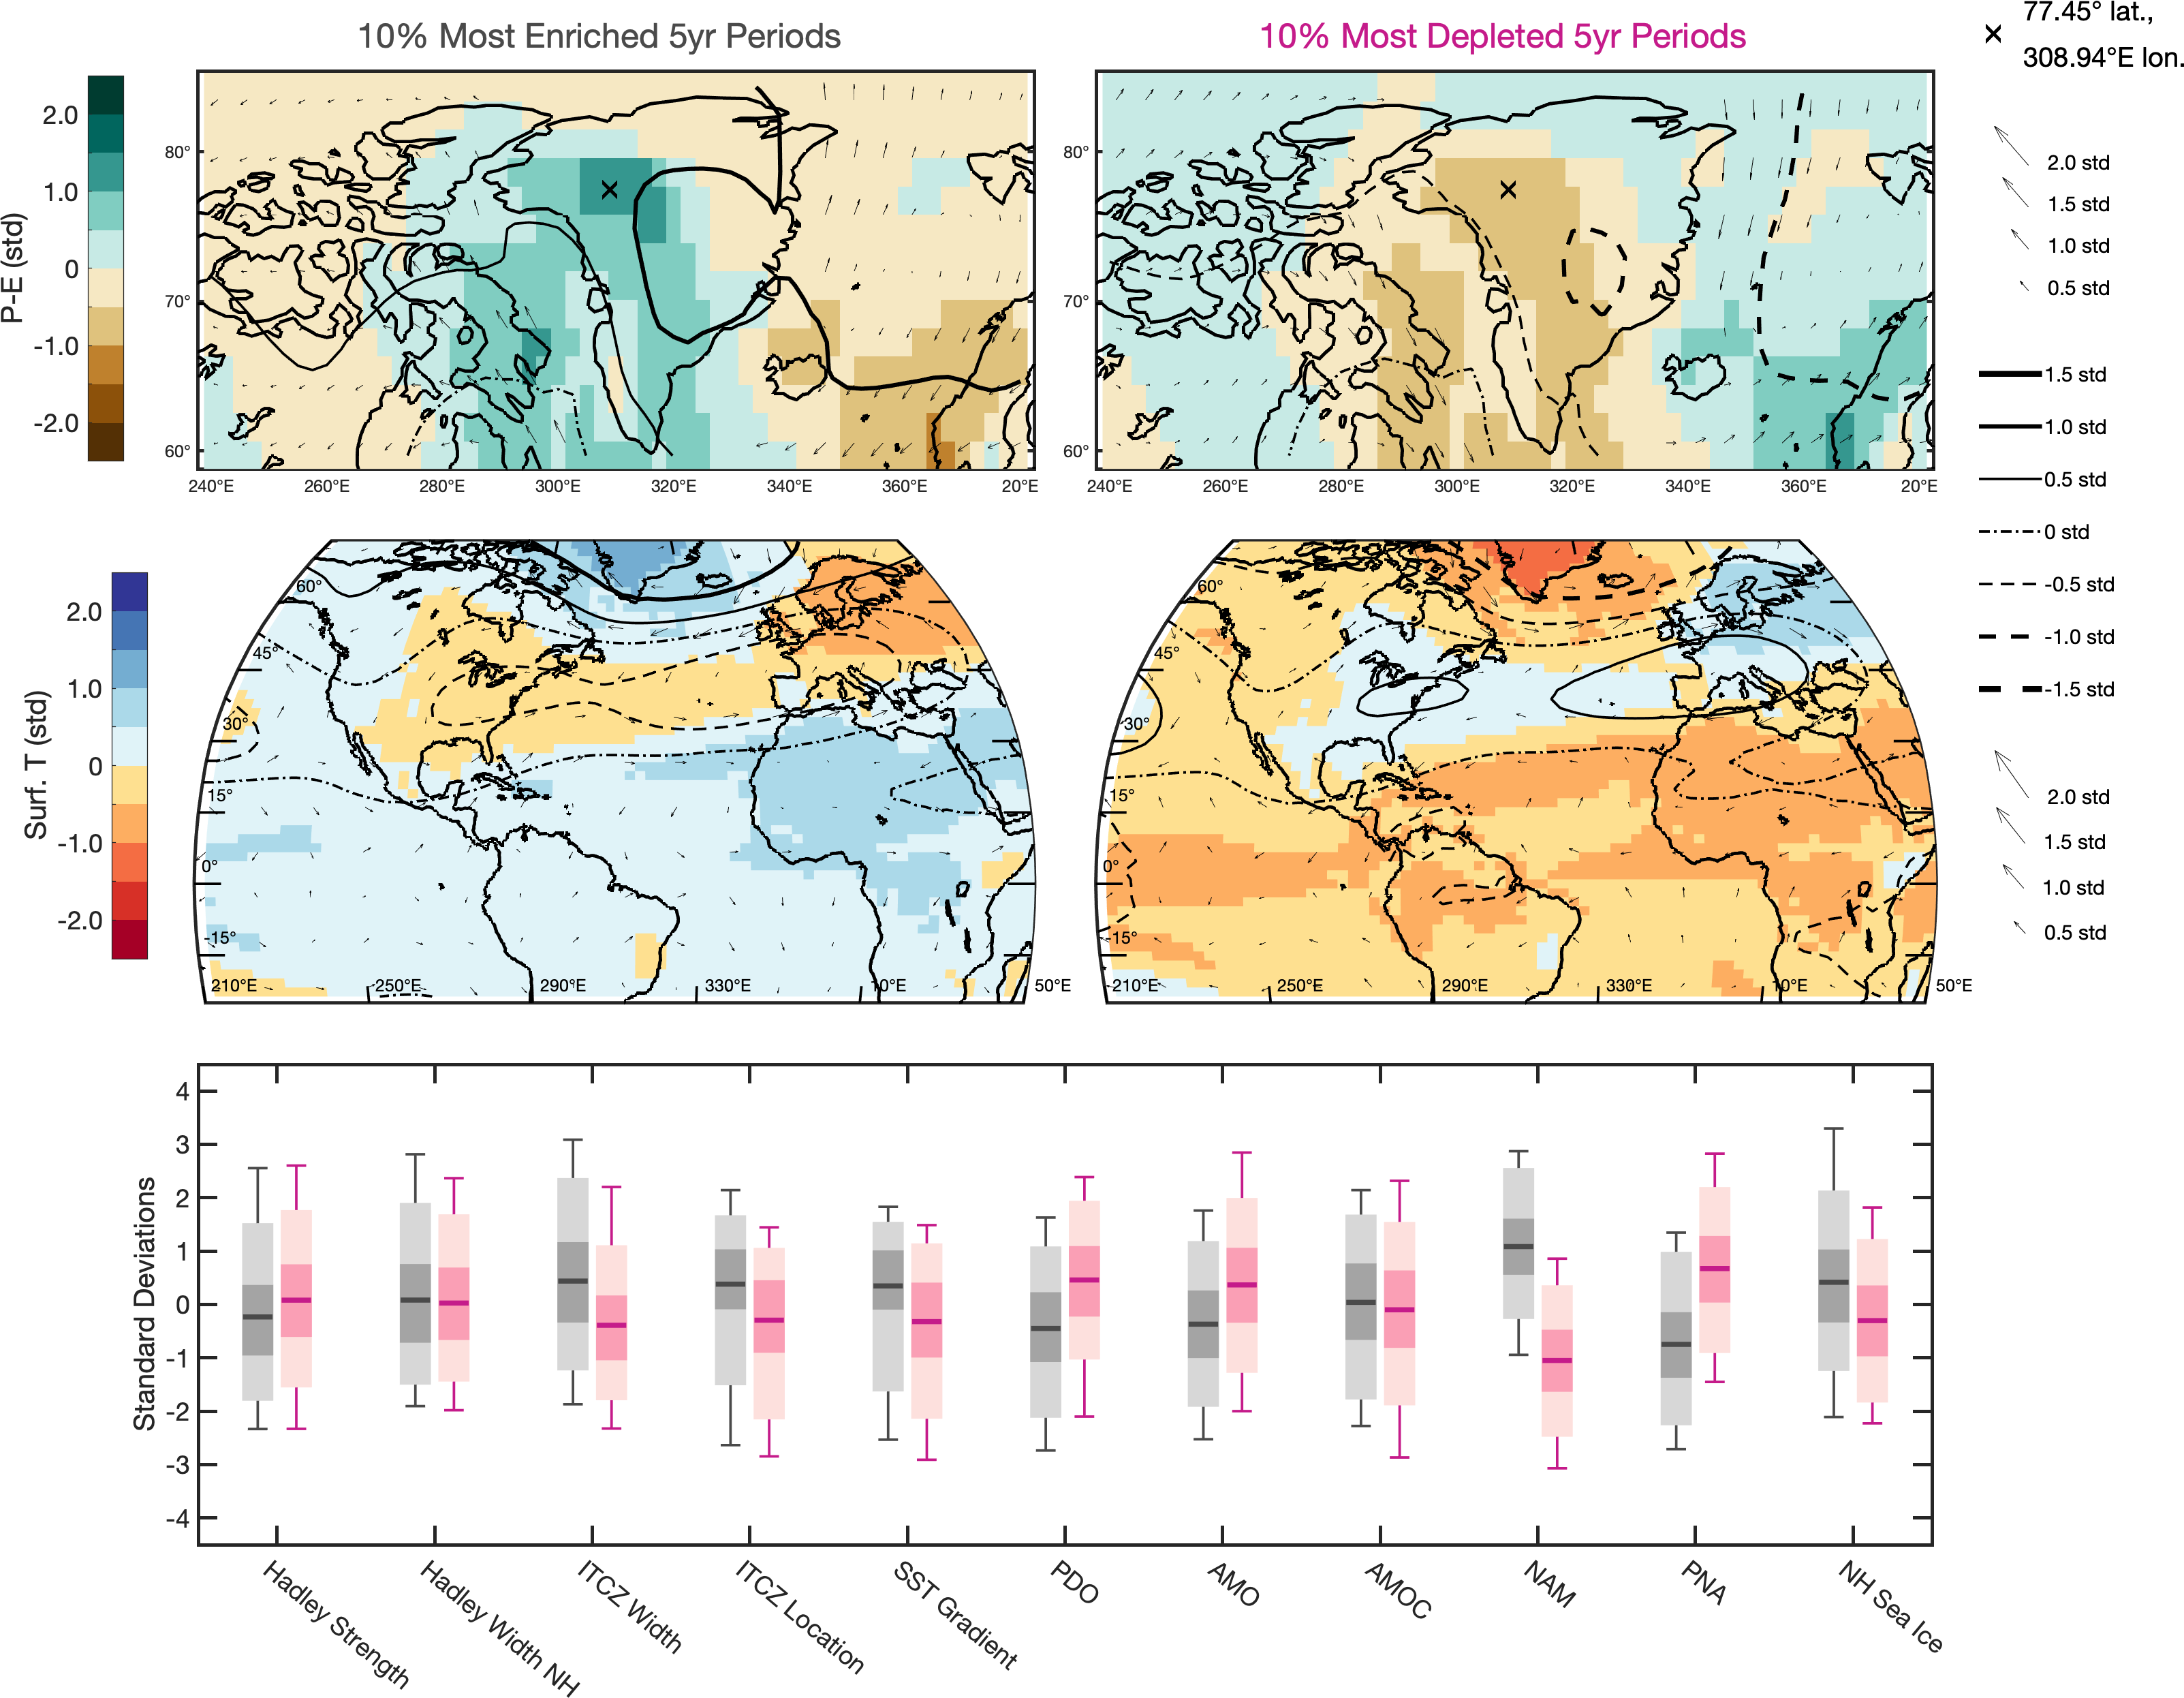 10% Most Enriched 5yr Periods
10% Most Depleted 5yr Periods
77.45° lat.,
308.94°E lon.
P-E (std)
2.0
1.0
0
-1.0
-2.0
80°
70°
60°
240°E 260°E 280°E 300°E 320°E 340°E 360°E 20°E
80°
70°
60°
240°E 260°E 280°E 300°E 320°E 340°E 360°E 20°E
2.0 std
1.5 std
1.0 std
0.5 std
1.5 std
1.0 std
0.5 std
0 std
-0.5 std
-1.0 std
-1.5 std
Surf. T (std)
2.0
1.0
0
-1.0
-2.0
60°
45°
30°
15°
0°
-15°
210°E 250°E 290°E 330°E 10°E 50°E
60°
45°
30°
15°
0°
-15°
210°E 250°E 290°E 330°E 10°E 50°E
2.0 std
1.5 std
1.0 std
0.5 std
Standard Deviations
4
3
2
1
0
-1
-2
-3
-4
Hadley Strength
Hadley Width NH
ITCZ Width
ITCZ Location
SST Gradient
PDO
AMO
AMOC
NAM
PNA
NH Sea Ice